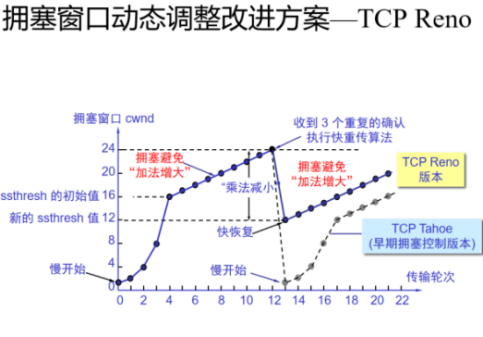 拥塞窗口动态调整改进方案—TCP Reno
拥塞窗口 cwnd
收到 3 个重复的确认
执行快重传算法
24
拥塞避免
“加法增大”
拥塞避免
“加法增大”
TCP Reno
版本
20
“乘法减小”
ssthresh 的初始值 16
新的 ssthresh 值 12
快恢复
TCP Tahoe
(早期拥塞控制版本)
8
慢开始
4
慢开始
传输轮次
0
0 2 4 6 8 10 12 14 16 18 20 22